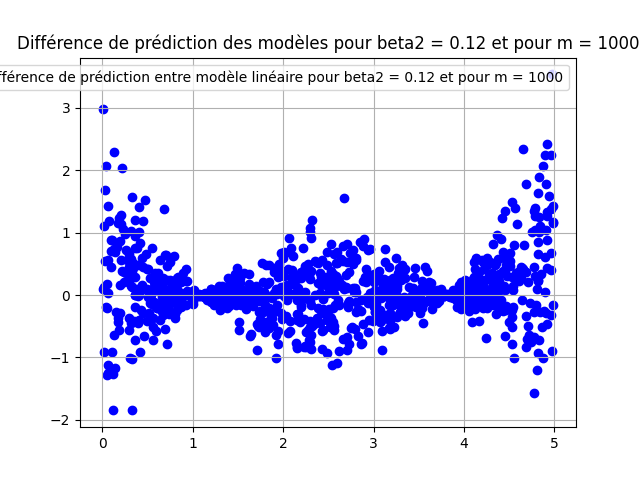 Différence de prédiction des modèles pour beta2 = 0.12 et pour m = 1000
fférence de prédiction entre modèle linéaire pour beta2 = 0.12 et pour m = 1000
3
2
1
0
−1
−2
0 1 2 3 4 5